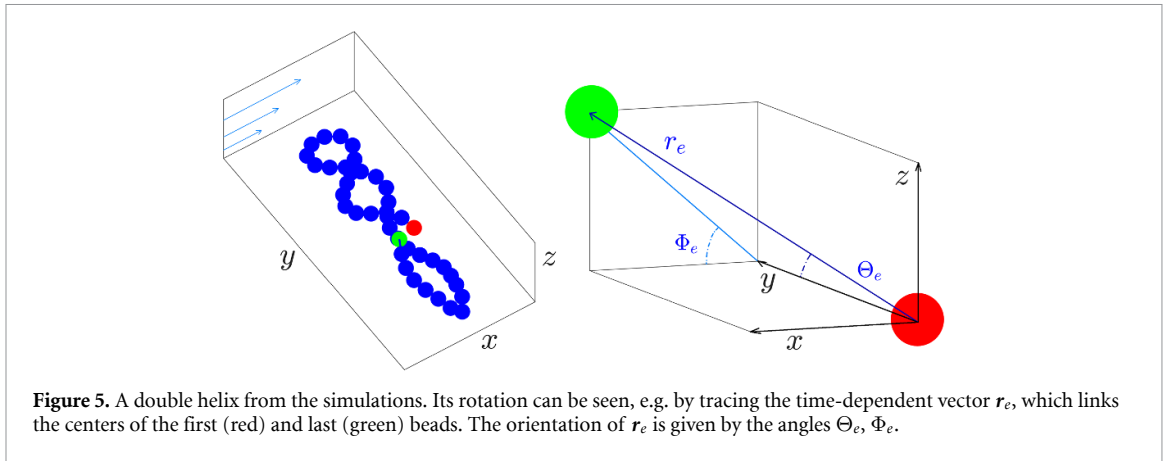 y
x
z
r_e
Φ_e
Θ_e
z
y
x
Figure 5. A double helix from the simulations. Its rotation can be seen, e.g. by tracing the time-dependent vector r_e, which links
the centers of the first (red) and last (green) beads. The orientation of r_e is given by the angles Θ_e, Φ_e.